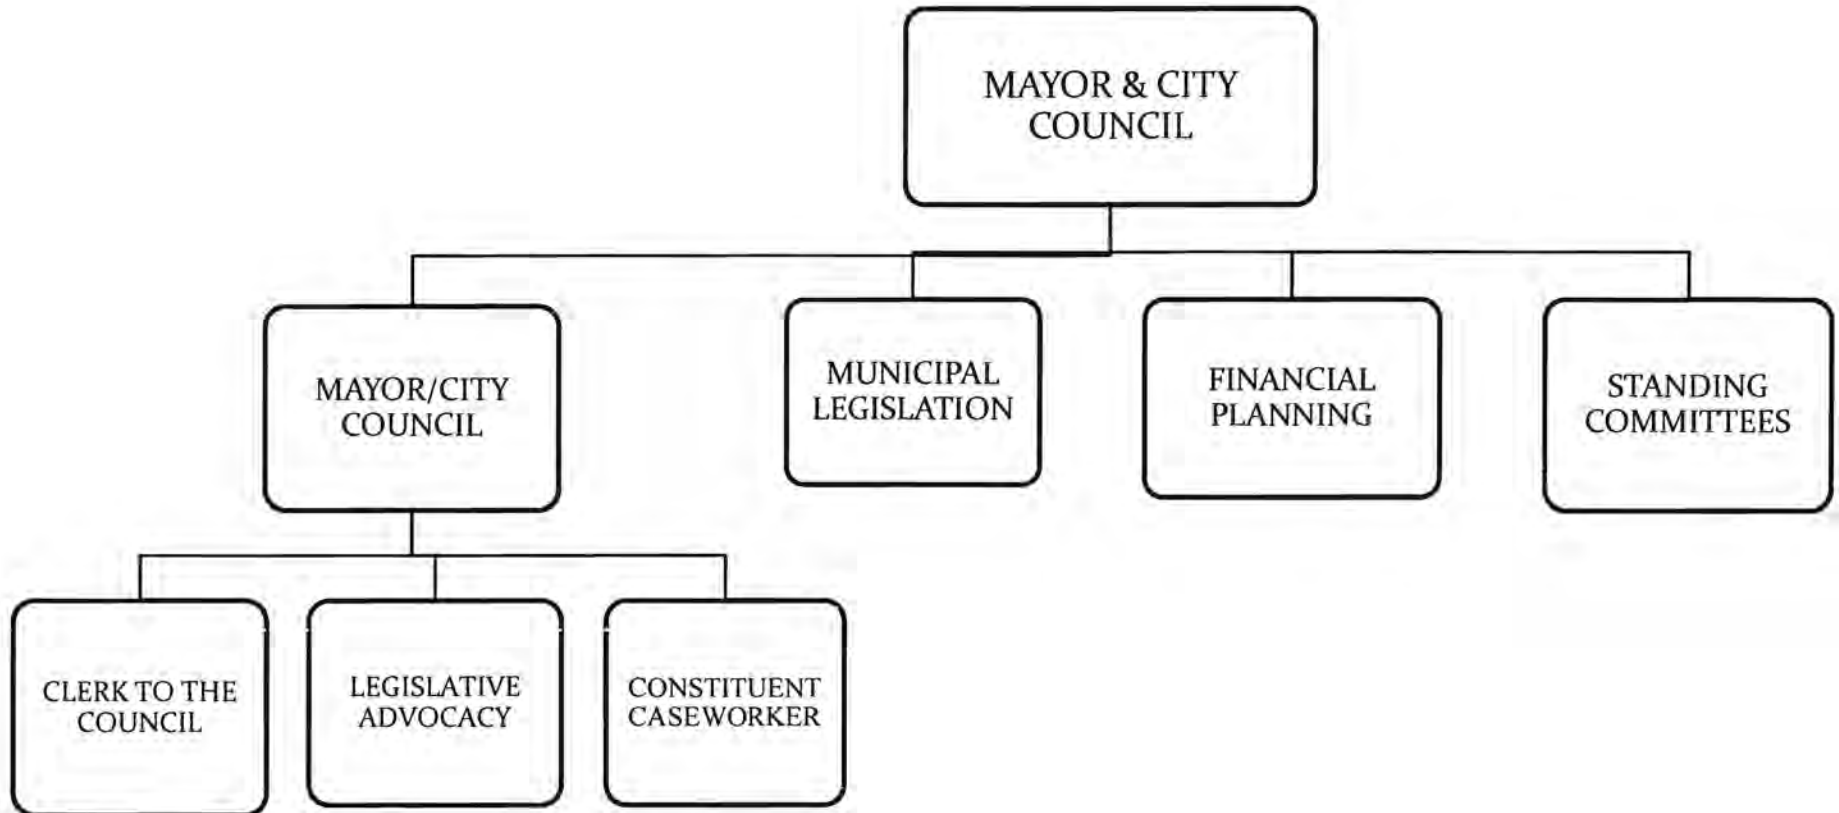 MAYOR & CITY
COUNCIL
MAYOR/CITY
COUNCIL
MUNICIPAL
LEGISLATION
FINANCIAL
PLANNING
STANDING
COMMITTEES
CLERK TO THE
COUNCIL
LEGISLATIVE
ADVOCACY
CONSTITUENT
CASEWORKER